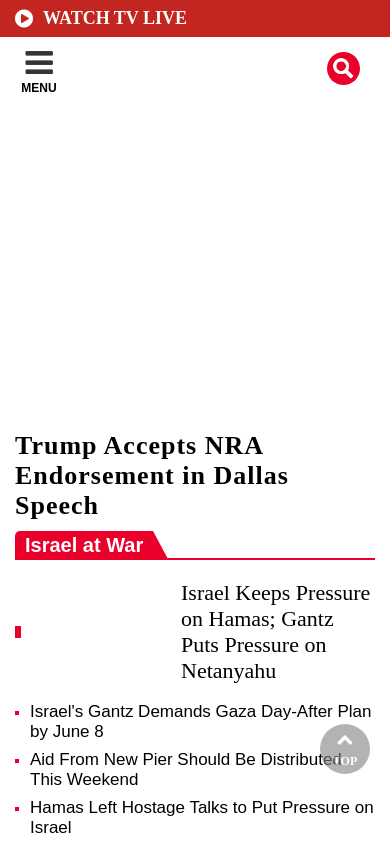 WATCH TV LIVE
MENU
Trump Accepts NRA
Endorsement in Dallas
Speech
Israel at War
Israel Keeps Pressure
on Hamas; Gantz
Puts Pressure on
Netanyahu
Israel's Gantz Demands Gaza Day-After Plan
by June 8
Aid From New Pier Should Be Distributed
This Weekend
TOP
Hamas Left Hostage Talks to Put Pressure on
Israel